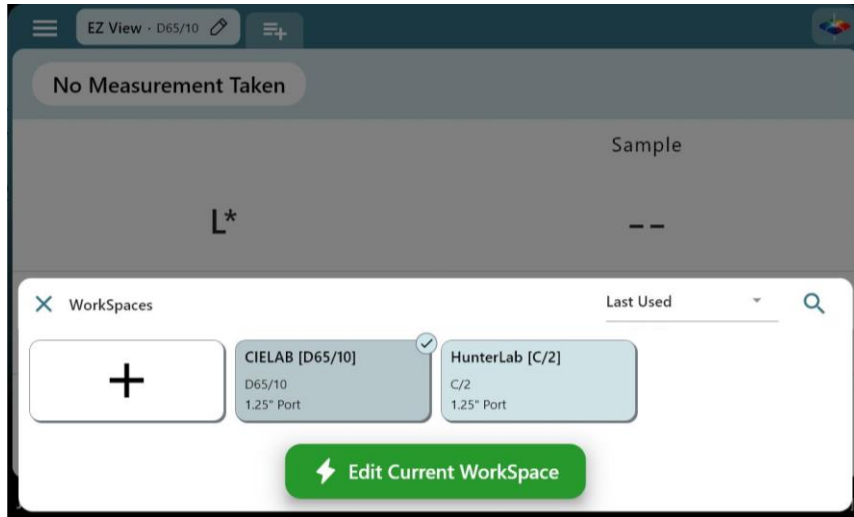 EZ View · D65/10
No Measurement Taken
Sample
L*
--
WorkSpaces
Last Used
+
CIELAB [D65/10]
D65/10
1.25" Port
HunterLab [C/2]
C/2
1.25" Port
Edit Current WorkSpace